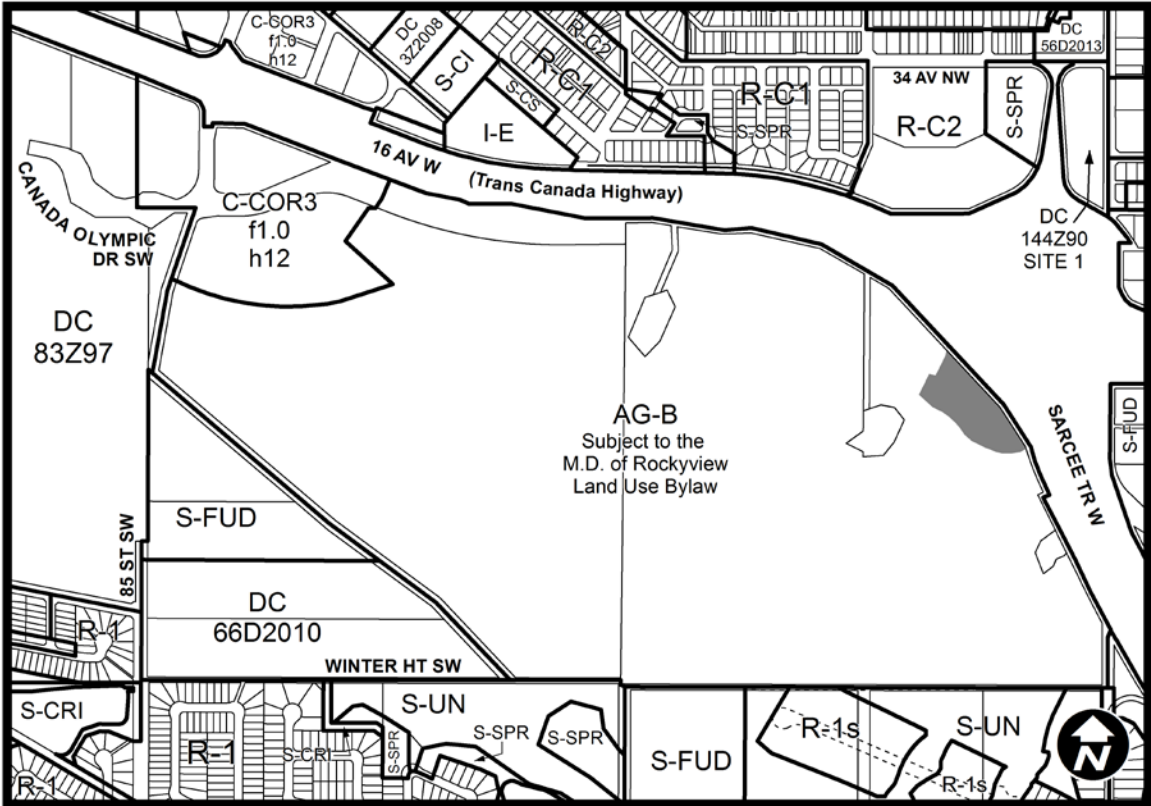 C-COR3
f1.0
h12
DC
3Z2008
S-CI
R-C2
R-C1
S-CS
I-E
R-C1
S-SPR
34 AV NW
R-C2
S-SPR
DC
56D2013
16 AV W
(Trans Canada Highway)
DC
144Z90
SITE 1
CANADA OLYMPIC
DR SW
C-COR3
f1.0
h12
DC
83Z97
AG-B
Subject to the
M.D. of Rockyview
Land Use Bylaw
SARCEE TR W
S-FUD
S-FUD
85 ST SW
DC
66D2010
WINTER HT SW
R-1
S-CRI
R-1
R-1
S-CRI
S-SPR
S-UN
S-SPR
S-SPR
S-FUD
R-1s
S-UN
R-1s
N